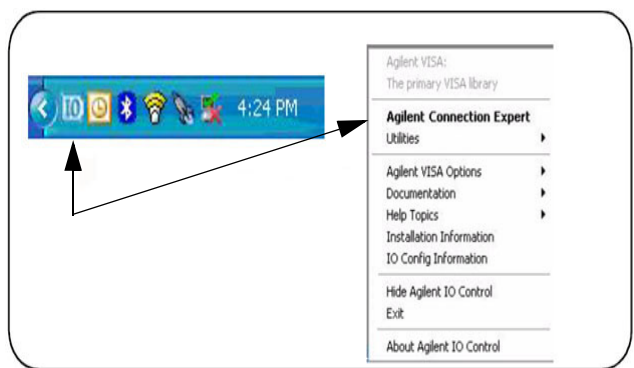 IO
4:24 PM
Agilent VISA:
The primary VISA library
Agilent Connection Expert
Utilities
Agilent VISA Options
Documentation
Help Topics
Installation Information
IO Config Information
Hide Agilent IO Control
Exit
About Agilent IO Control